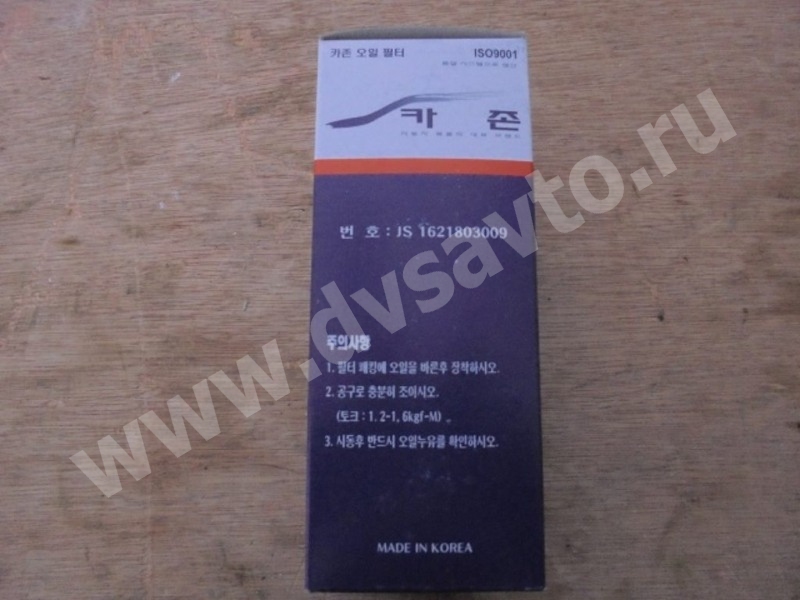 카존 오일 필터
ISO9001
카 존
번 호 : JS 1621803009
주의사항
1. 필터 패킹에 오일을 바른후 장착하시오.
2. 공구로 충분히 조이시오.
(토크 : 1. 2-1, 6kgf-M)
3. 시동후 반드시 오일누유를 확인하시오.
MADE IN KOREA
www.dvsavto.ru